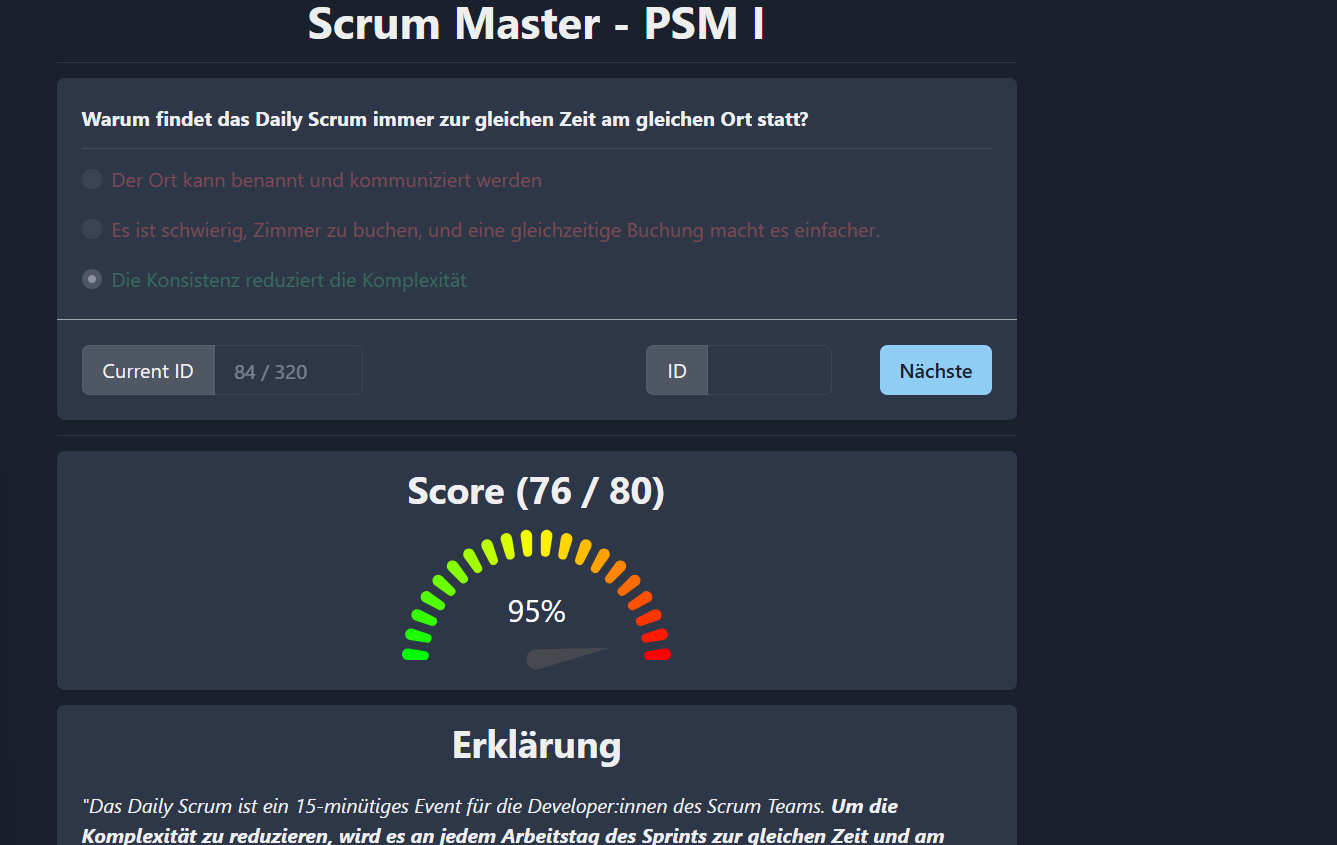 Scrum Master - PSM I
Warum findet das Daily Scrum immer zur gleichen Zeit am gleichen Ort statt?
Der Ort kann benannt und kommuniziert werden
Es ist schwierig, Zimmer zu buchen, und eine gleichzeitige Buchung macht es einfacher.
Die Konsistenz reduziert die Komplexität
Current ID 84 / 320 ID Nächste
Score (76 / 80)
95%
Erklärung
"Das Daily Scrum ist ein 15-minütiges Event für die Developer:innen des Scrum Teams. Um die
Komplexität zu reduzieren, wird es an jedem Arbeitstag des Sprints zur gleichen Zeit und am